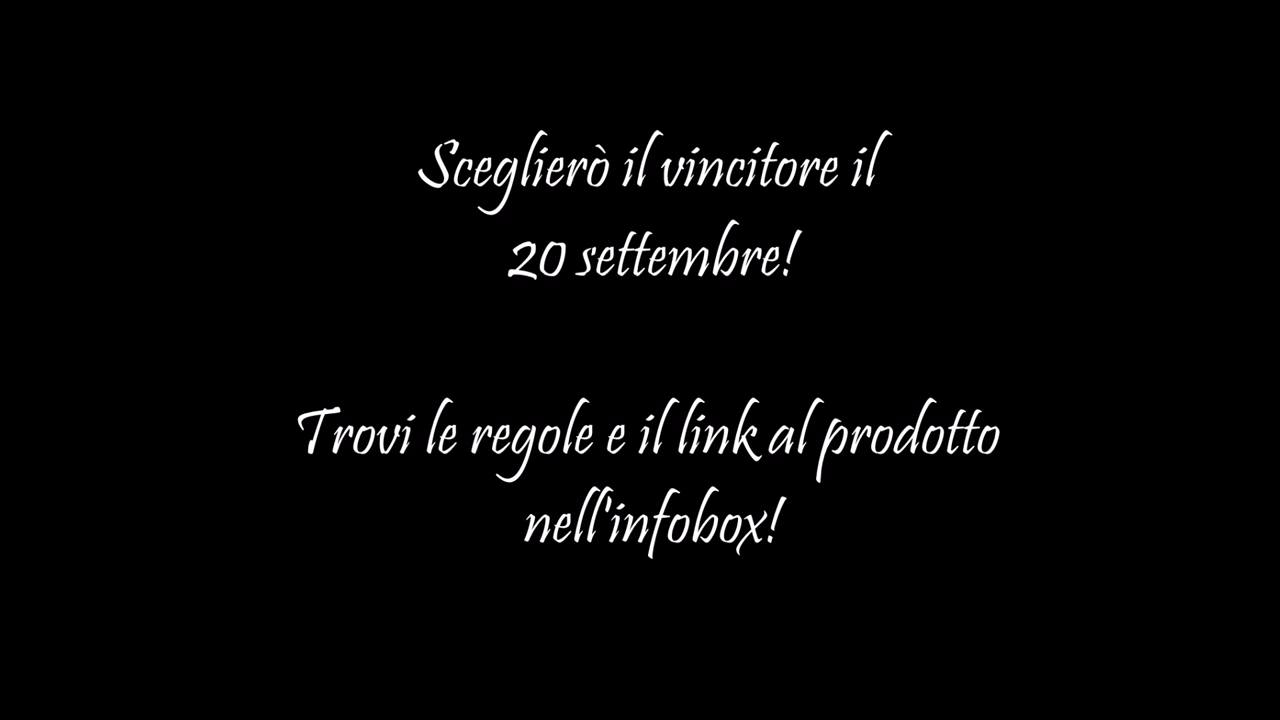 Sceglierò il vincitore il
20 settembre!
Trovi le regole e il link al prodotto
nell'infobox!